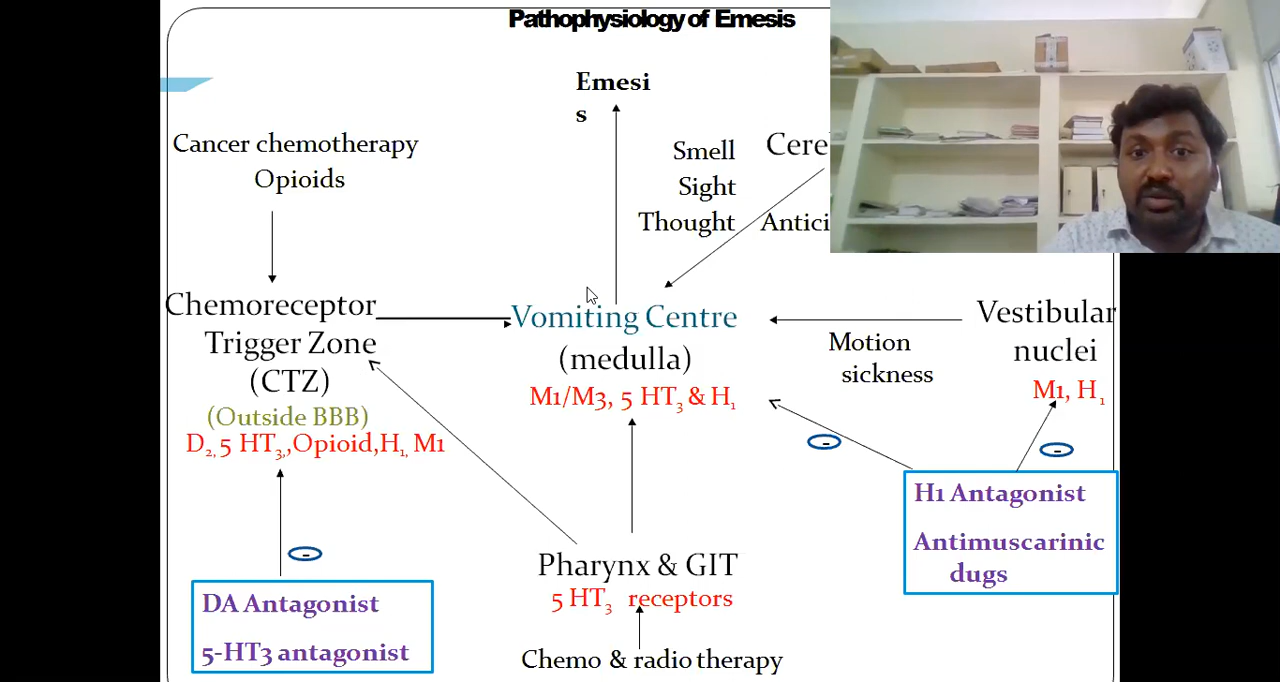 Pathophysiology of Emesis
Emesi
s
Cancer chemotherapy
Opioids
Smell
Sight
Thought
Chemoreceptor
Trigger Zone
(CTZ)
(Outside BBB)
D2, 5 HT3,,Opioid,H1, M1
Vomiting Centre
(medulla)
M1/M3, 5 HT3 & H1
Vestibular
nuclei
M1, H1
Motion
sickness
-
-
-
H1 Antagonist
Antimuscarinic
dugs
Pharynx & GIT
5 HT3 receptors
Chemo & radio therapy
DA Antagonist
5-HT3 antagonist